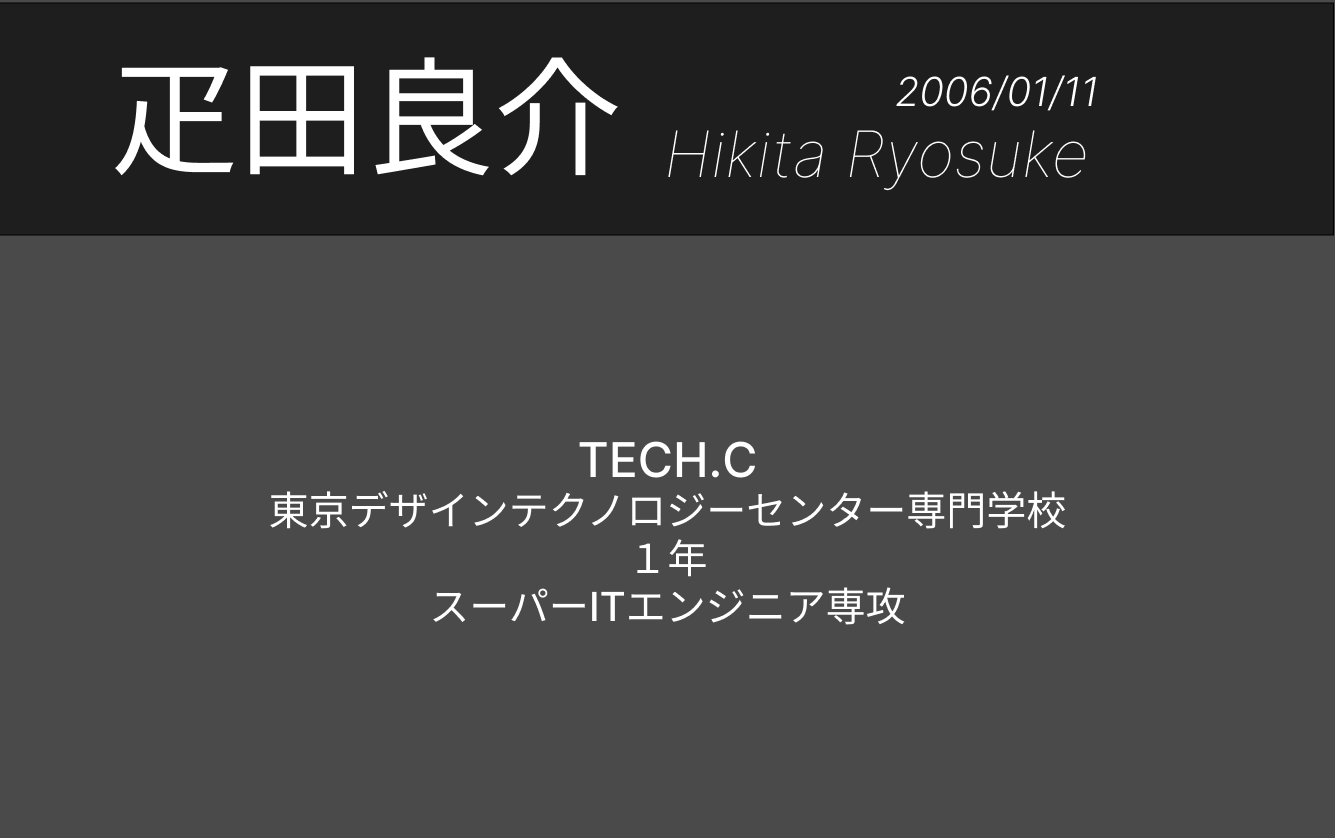 疋田良介
2006/01/11
Hikita Ryosuke
TECH.C
東京デザインテクノロジーセンター専門学校
１年
スーパーITエンジニア専攻